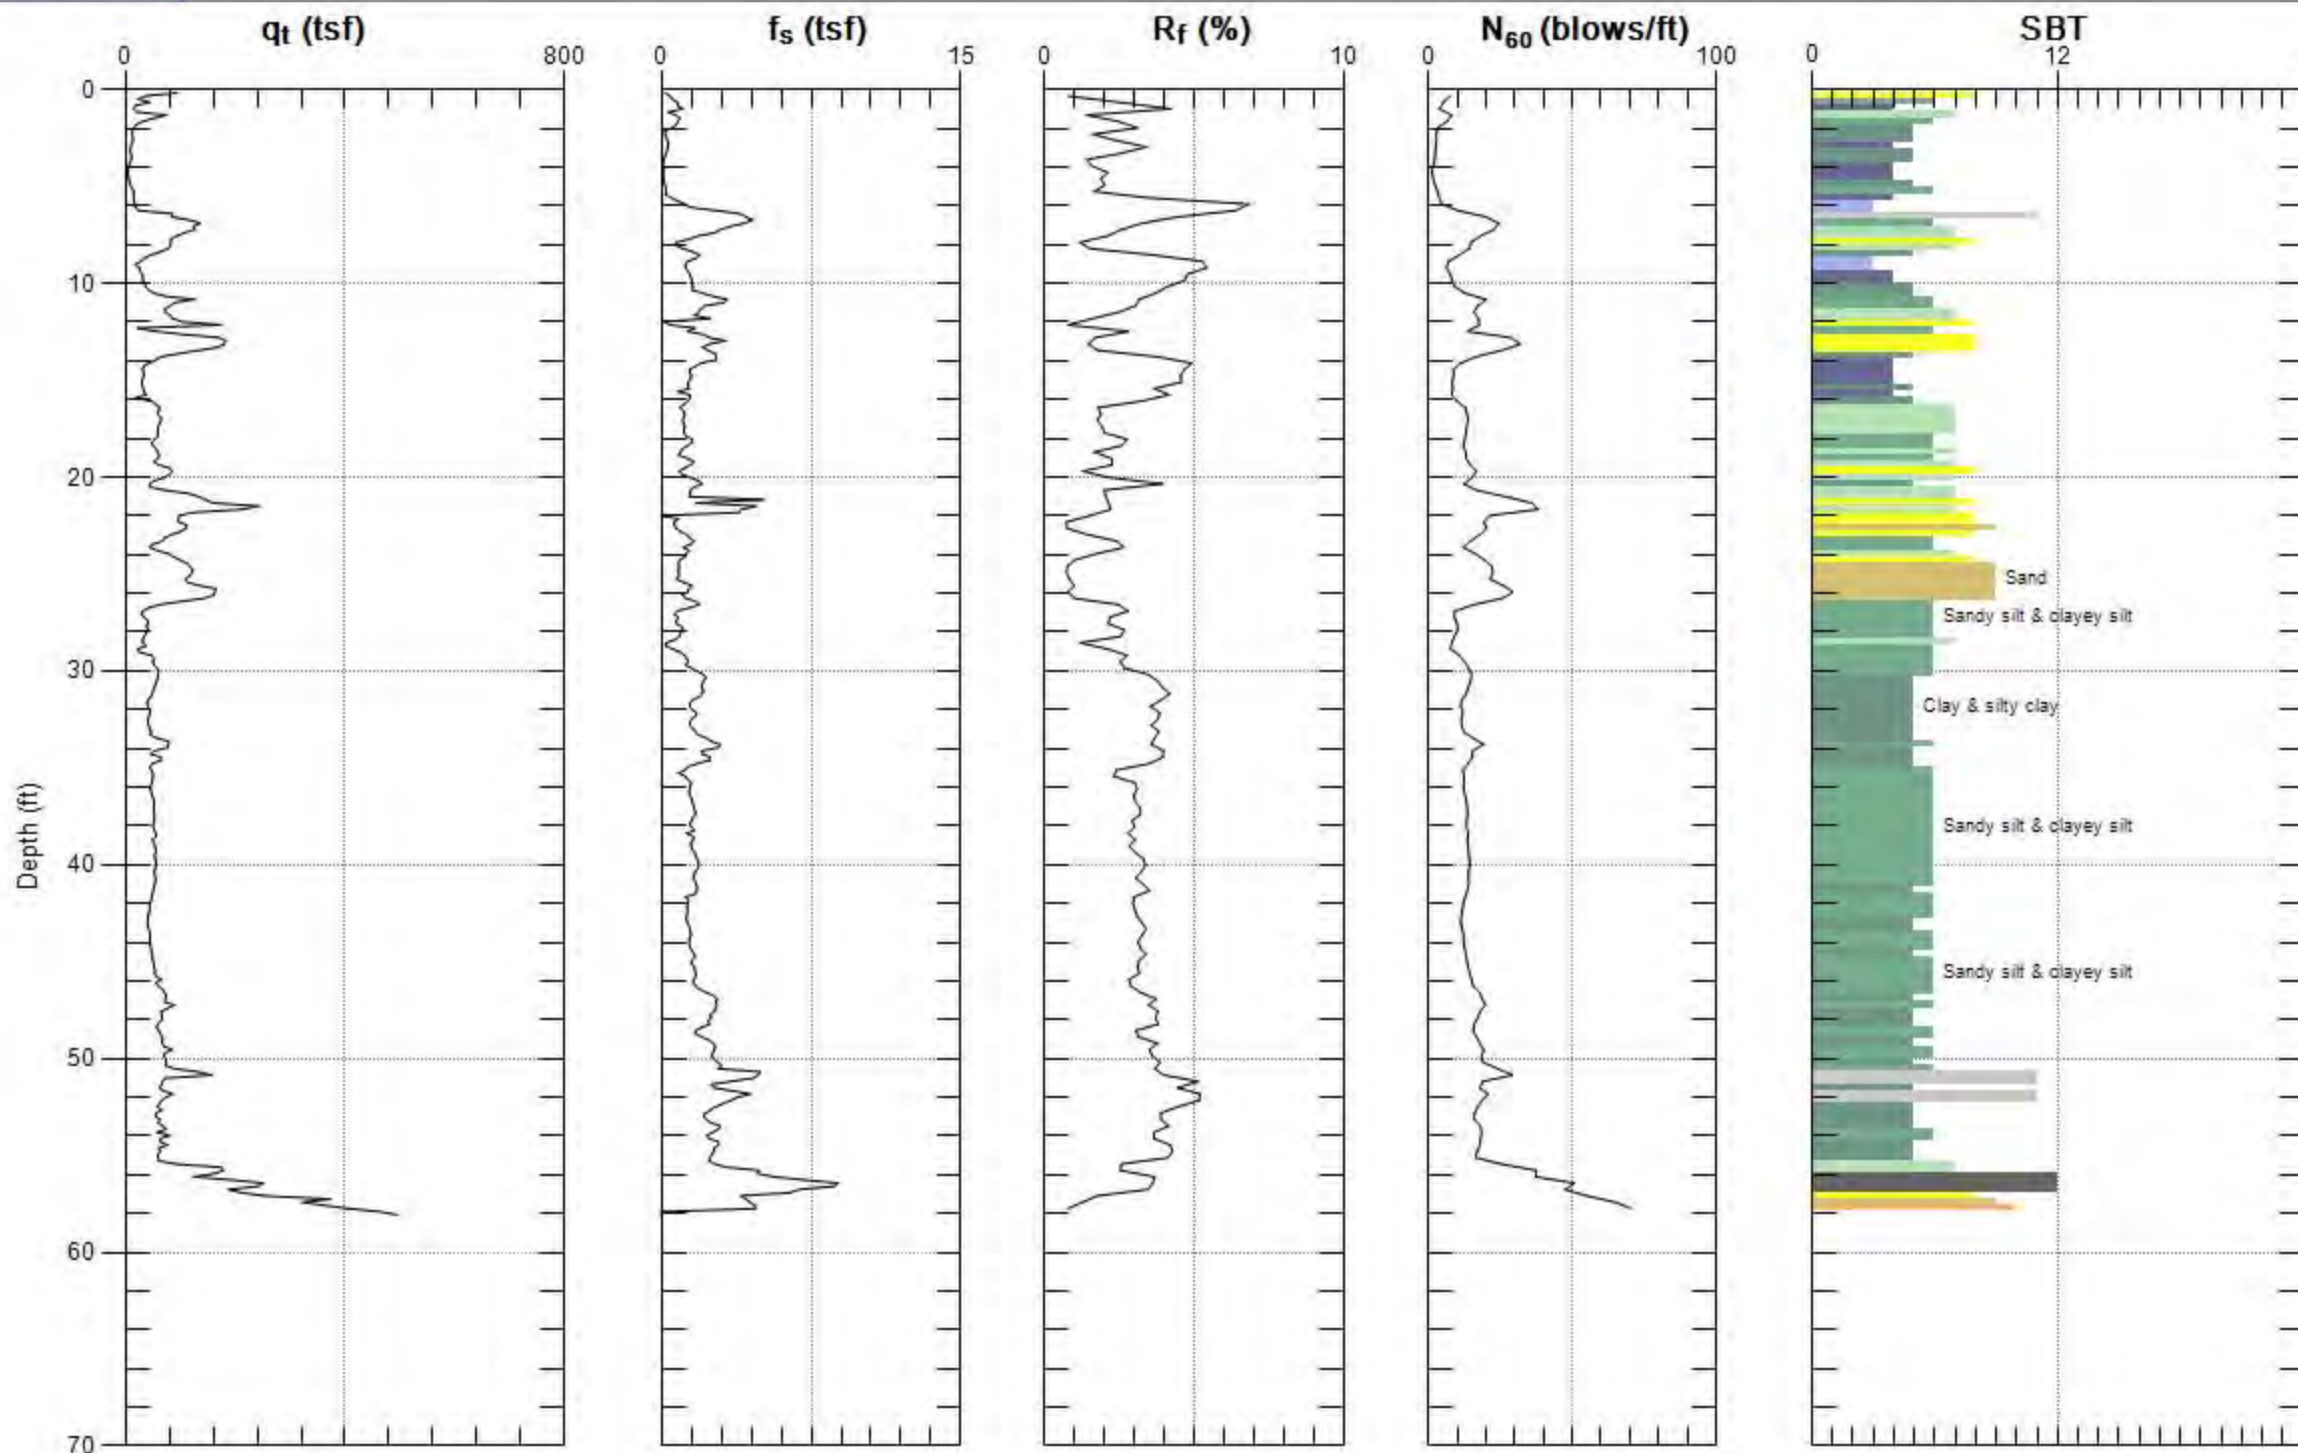 qt (tsf) fs (tsf) Rf (%) N60 (blows/ft) SBT
0 800 0 15 0 10 0 100 0 12
0
10
20
Sand
Sandy silt & clayey silt
30
Clay & silty clay
Depth (ft)
Sandy silt & clayey silt
40
Sandy silt & clayey silt
50
60
70